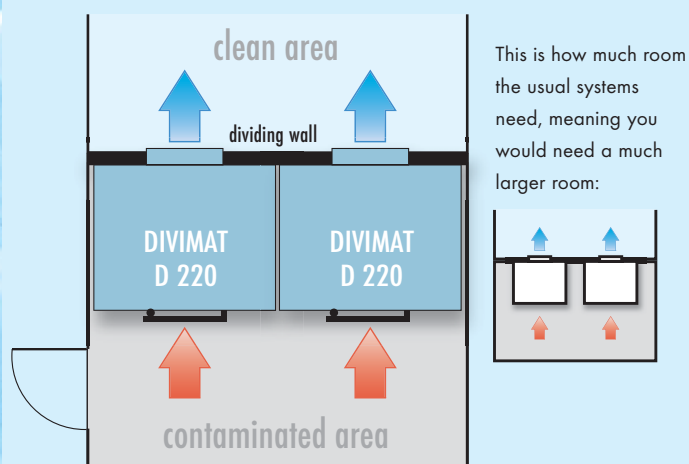 clean area
dividing wall
DIVIMAT
D 220
DIVIMAT
D 220
contaminated area
This is how much room
the usual systems
need, meaning you
would need a much
larger room: